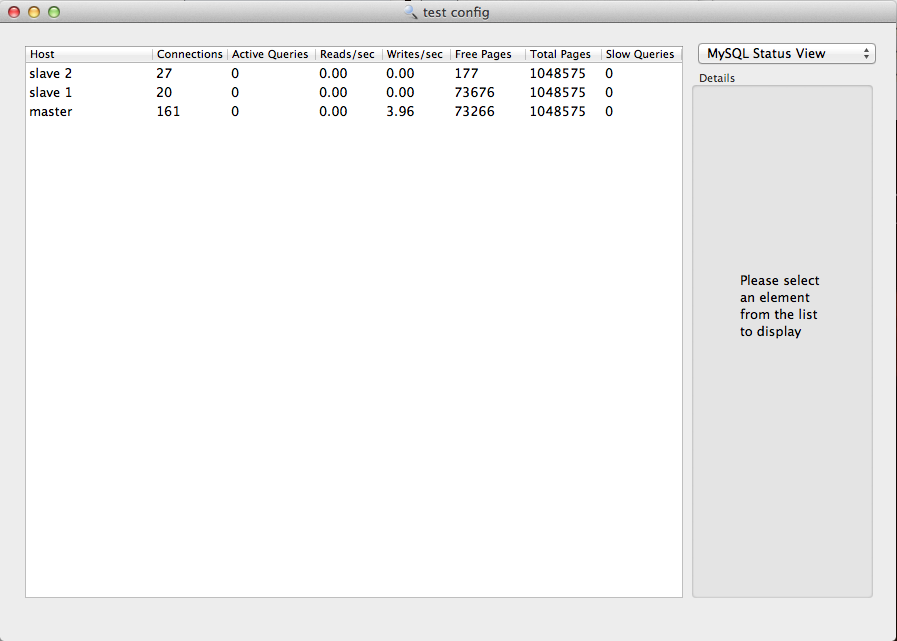 test config
Host Connections Active Queries Reads/sec Writes/sec Free Pages Total Pages Slow Queries
slave 2 27 0 0.00 0.00 177 1048575 0
slave 1 20 0 0.00 0.00 73676 1048575 0
master 161 0 0.00 3.96 73266 1048575 0
MySQL Status View
Details
Please select
an element
from the list
to display